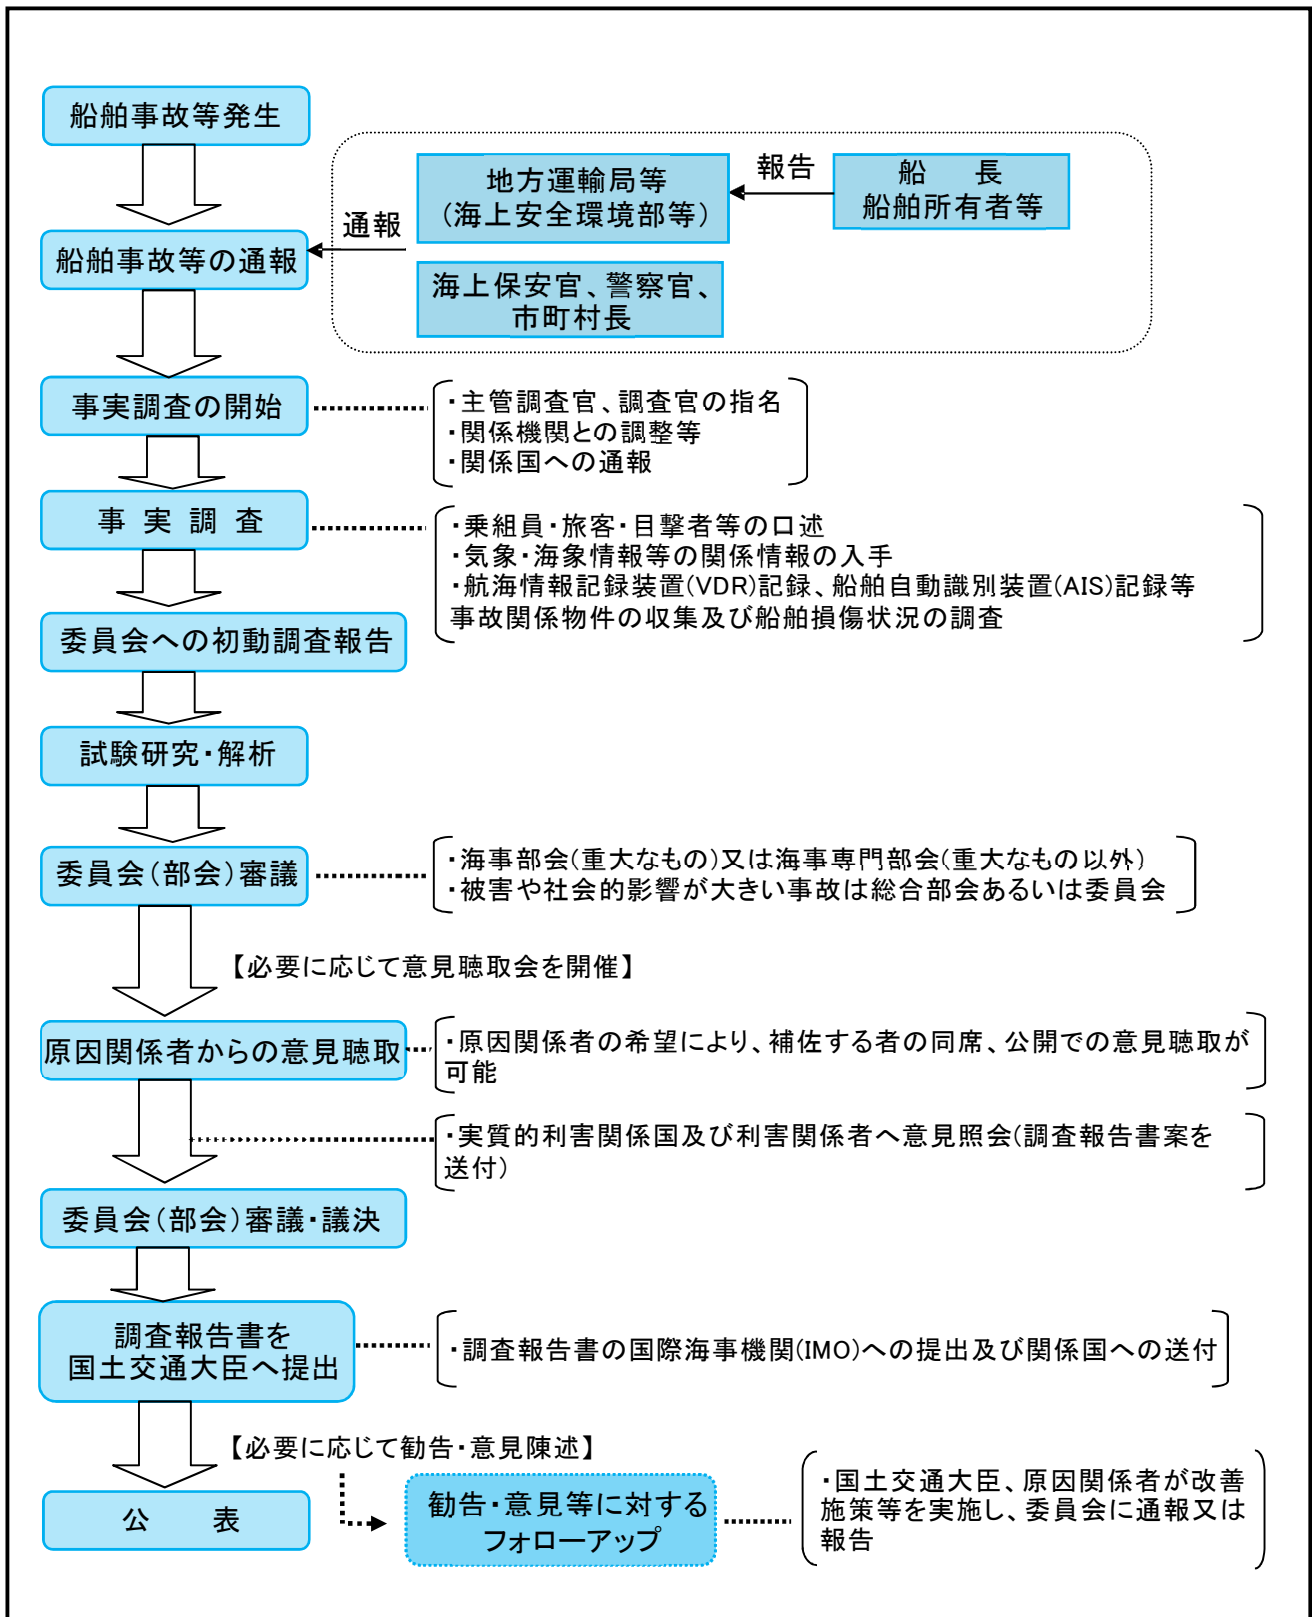 船舶事故等発生
地方運輸局等
(海上安全環境部等)
報告
船　長
船舶所有者等
通報
船舶事故等の通報
海上保安官、警察官、
市町村長
事実調査の開始
・主管調査官、調査官の指名
・関係機関との調整等
・関係国への通報
事 実 調 査
・乗組員・旅客・目撃者等の口述
・気象・海象情報等の関係情報の入手
・航海情報記録装置(VDR)記録、船舶自動識別装置(AIS)記録等
事故関係物件の収集及び船舶損傷状況の調査
委員会への初動調査報告
試験研究・解析
委員会(部会)審議
・海事部会(重大なもの)又は海事専門部会(重大なもの以外)
・被害や社会的影響が大きい事故は総合部会あるいは委員会
【必要に応じて意見聴取会を開催】
原因関係者からの意見聴取
・原因関係者の希望により、補佐する者の同席、公開での意見聴取が
可能
・実質的利害関係国及び利害関係者へ意見照会(調査報告書案を
送付)
委員会(部会)審議・議決
調査報告書を
国土交通大臣へ提出
・調査報告書の国際海事機関(IMO)への提出及び関係国への送付
【必要に応じて勧告・意見陳述】
公　　表
勧告・意見等に対する
フォローアップ
・国土交通大臣、原因関係者が改善
施策等を実施し、委員会に通報又は
報告